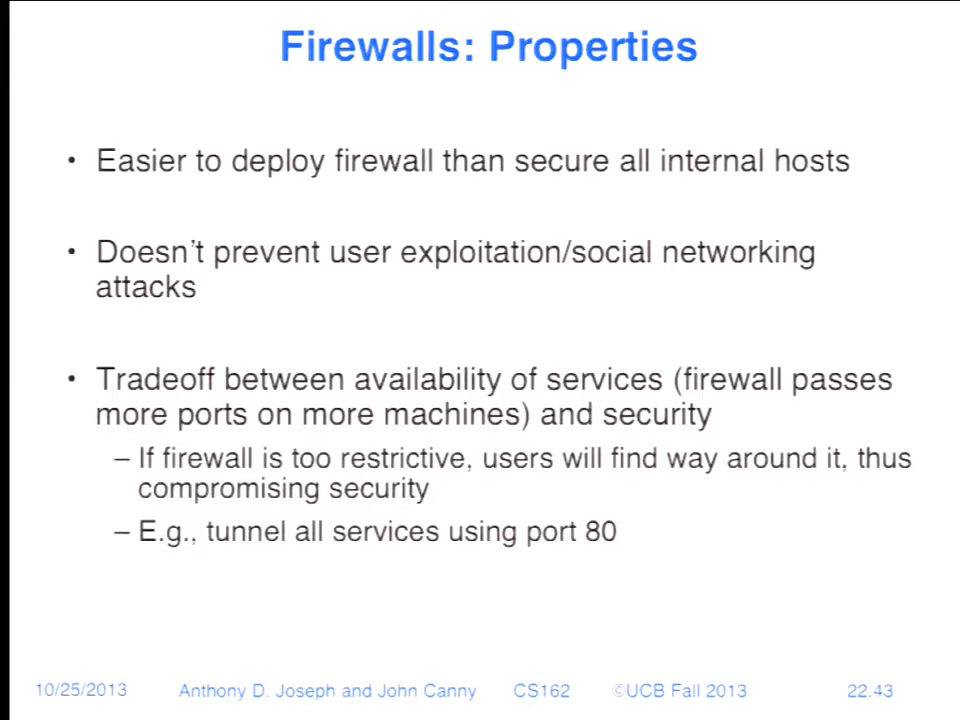 Firewalls: Properties
• Easier to deploy firewall than secure all internal hosts
• Doesn't prevent user exploitation/social networking
attacks
• Tradeoff between availability of services (firewall passes
more ports on more machines) and security
– If firewall is too restrictive, users will find way around it, thus
compromising security
– E.g., tunnel all services using port 80
10/25/2013 Anthony D. Joseph and John Canny CS162 ©UCB Fall 2013 22.43